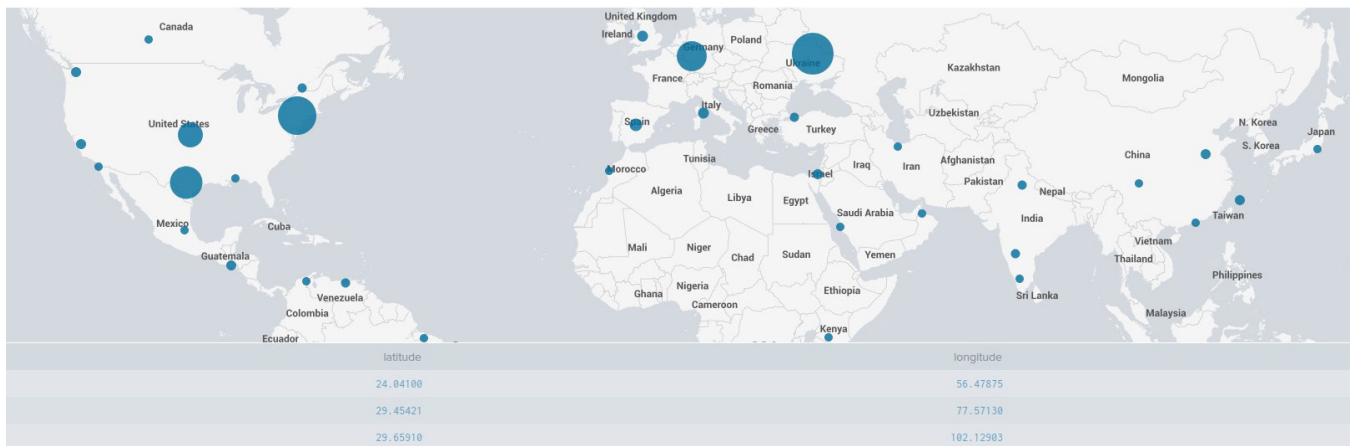 Canada
United Kingdom
Ireland
Germany
Poland
Ukraine
Kazakhstan
Mongolia
France
Romania
United States
Spain
Italy
Greece
Turkey
Uzbekistan
N. Korea
S. Korea
Japan
China
Tunisia
Morocco
Algeria
Libya
Egypt
Israel
Iraq
Iran
Afghanistan
Pakistan
Nepal
India
Taiwan
Mexico
Cuba
Saudi Arabia
Guatemala
Mali
Niger
Chad
Sudan
Yemen
Vietnam
Thailand
Philippines
Venezuela
Colombia
Ghana
Nigeria
Cameroon
Ethiopia
Sri Lanka
Malaysia
Ecuador
Kenya
latitude longitude
24.04100 56.47875
29.45421 77.57130
29.65910 102.12903